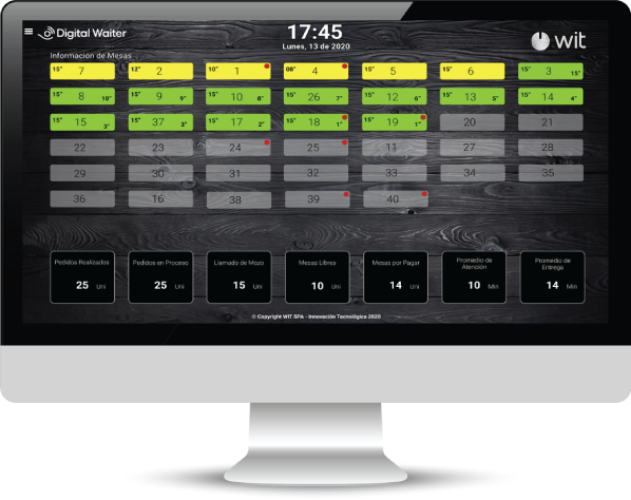 Digital Waiter
17:45
Lunes, 13 de 2020
wit
Información de Mesas
15" 7 12" 2 10" 1 08" 4 15" 5 15" 6 15" 3 15"
15" 8 10" 15" 9 9" 15" 10 8" 15" 26 7" 15" 12 6" 15" 13 5" 15" 14 4"
15" 15 3" 15" 37 3" 15" 17 2" 15" 18 1" 15" 19 1" 20 21
22 23 24 25 11 27 28
29 30 31 32 33 34 35
36 16 38 39 40
Pedidos Realizados
25 Uni
Pedidos en Proceso
25 Uni
Llamado de Mozo
15 Uni
Mesas Libres
10 Uni
Mesas por Pagar
14 Uni
Promedio de
Atención
10 Min
Promedio de
Entrega
14 Min
© Copyright WIT SPA - Innovación Tecnológica 2020